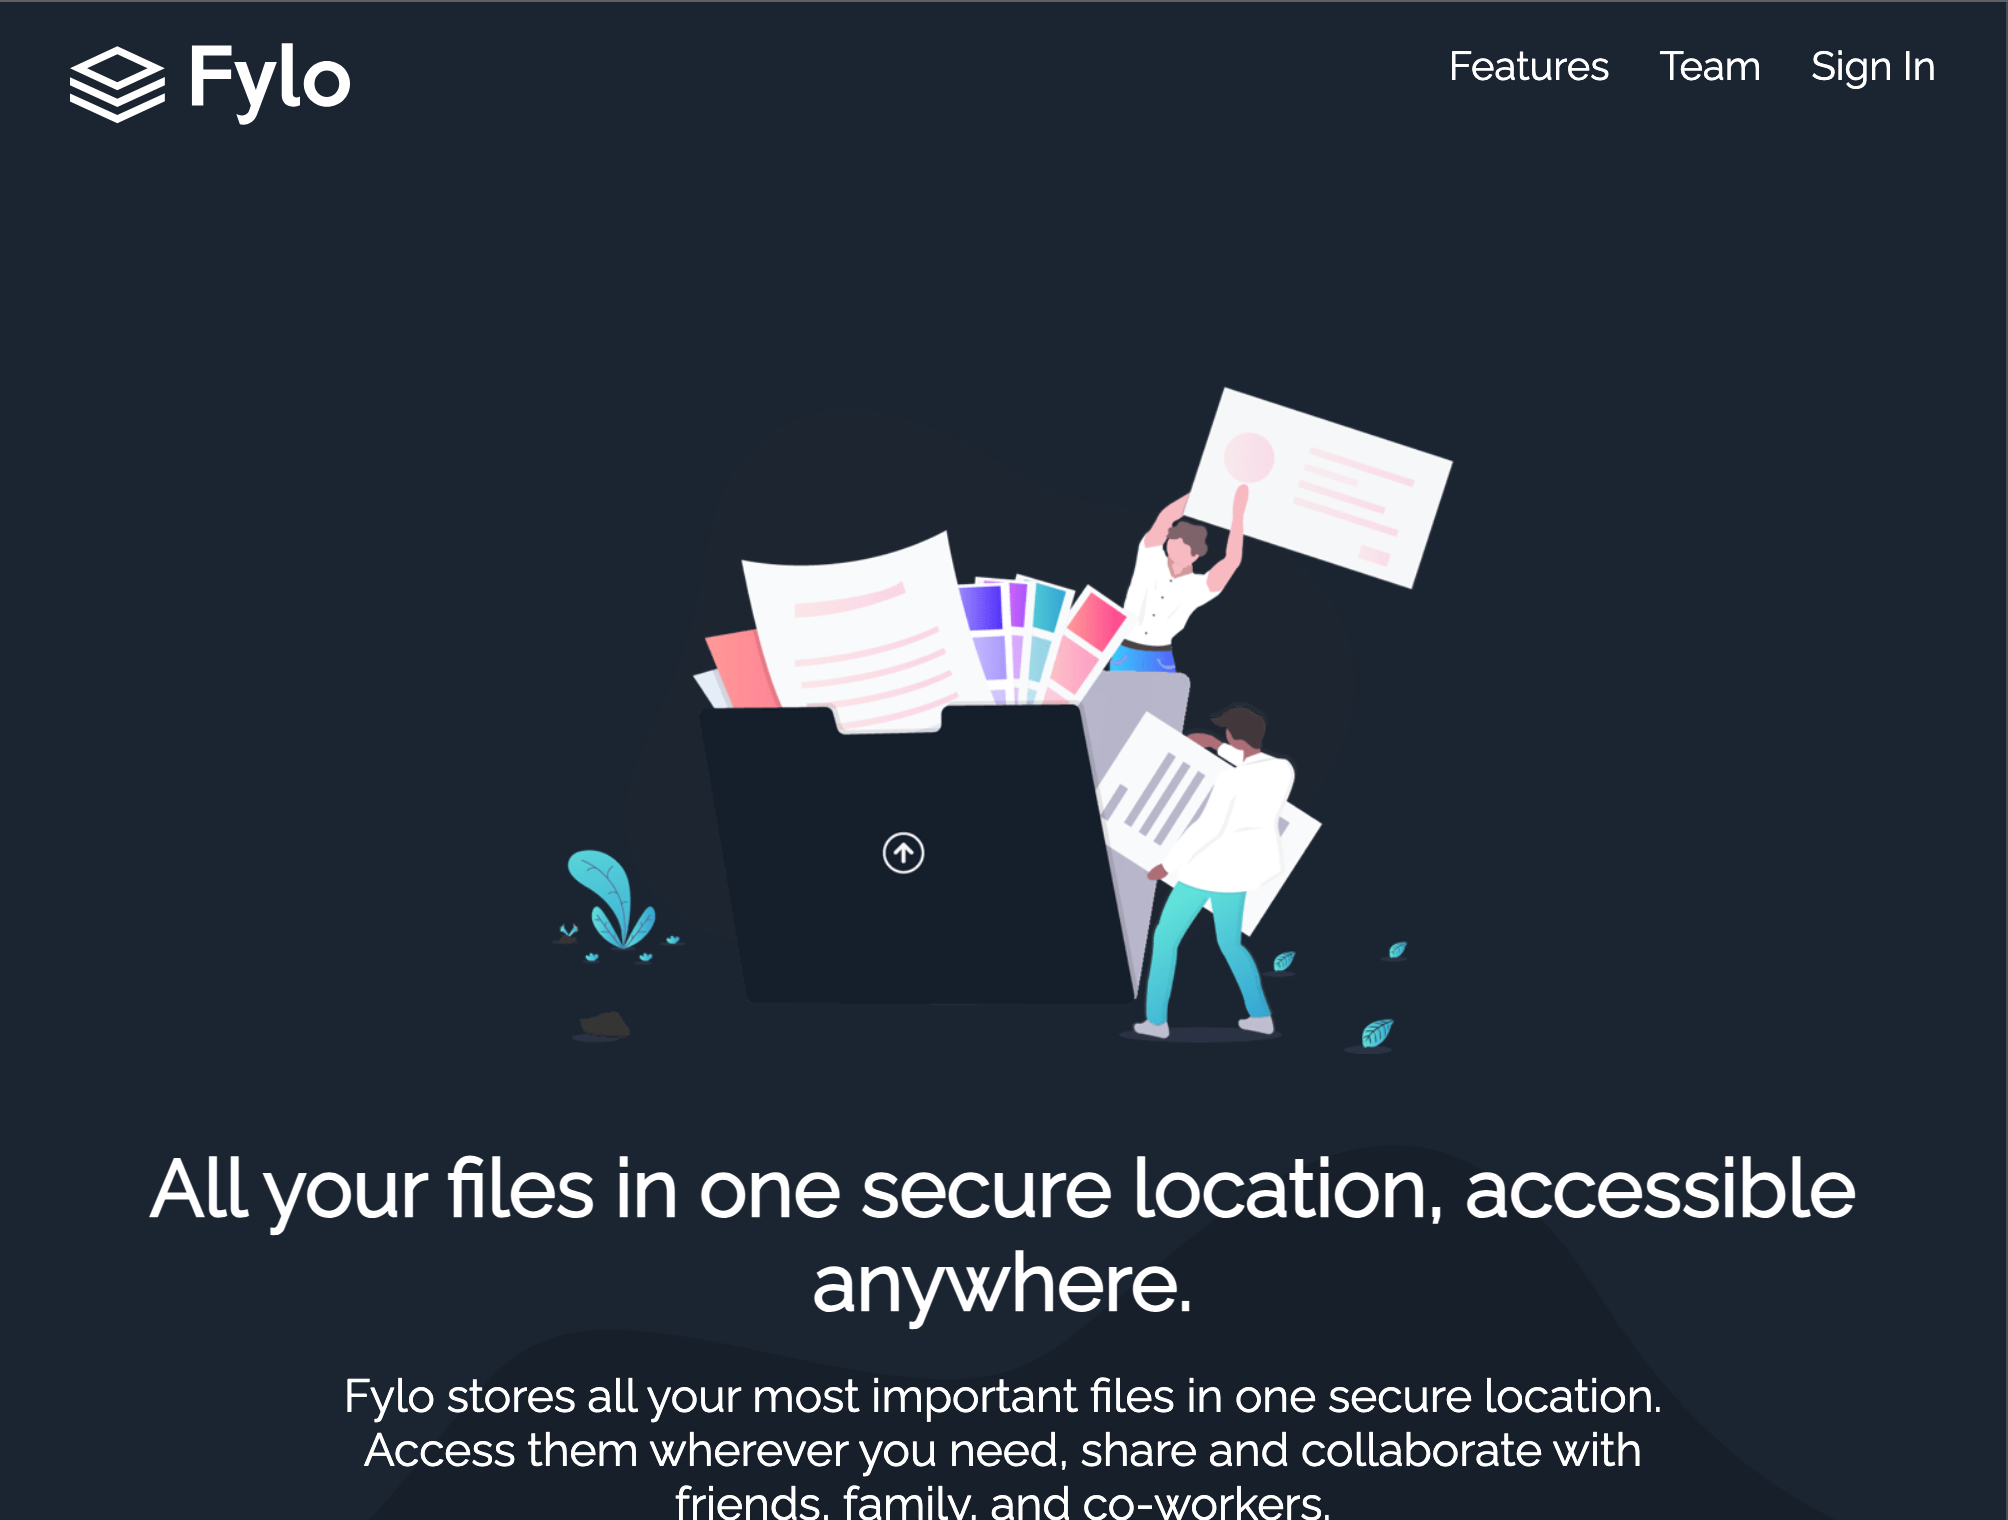 Fylo
Features Team Sign In
All your files in one secure location, accessible
anywhere.
Fylo stores all your most important files in one secure location.
Access them wherever you need, share and collaborate with
friends, family, and co-workers.